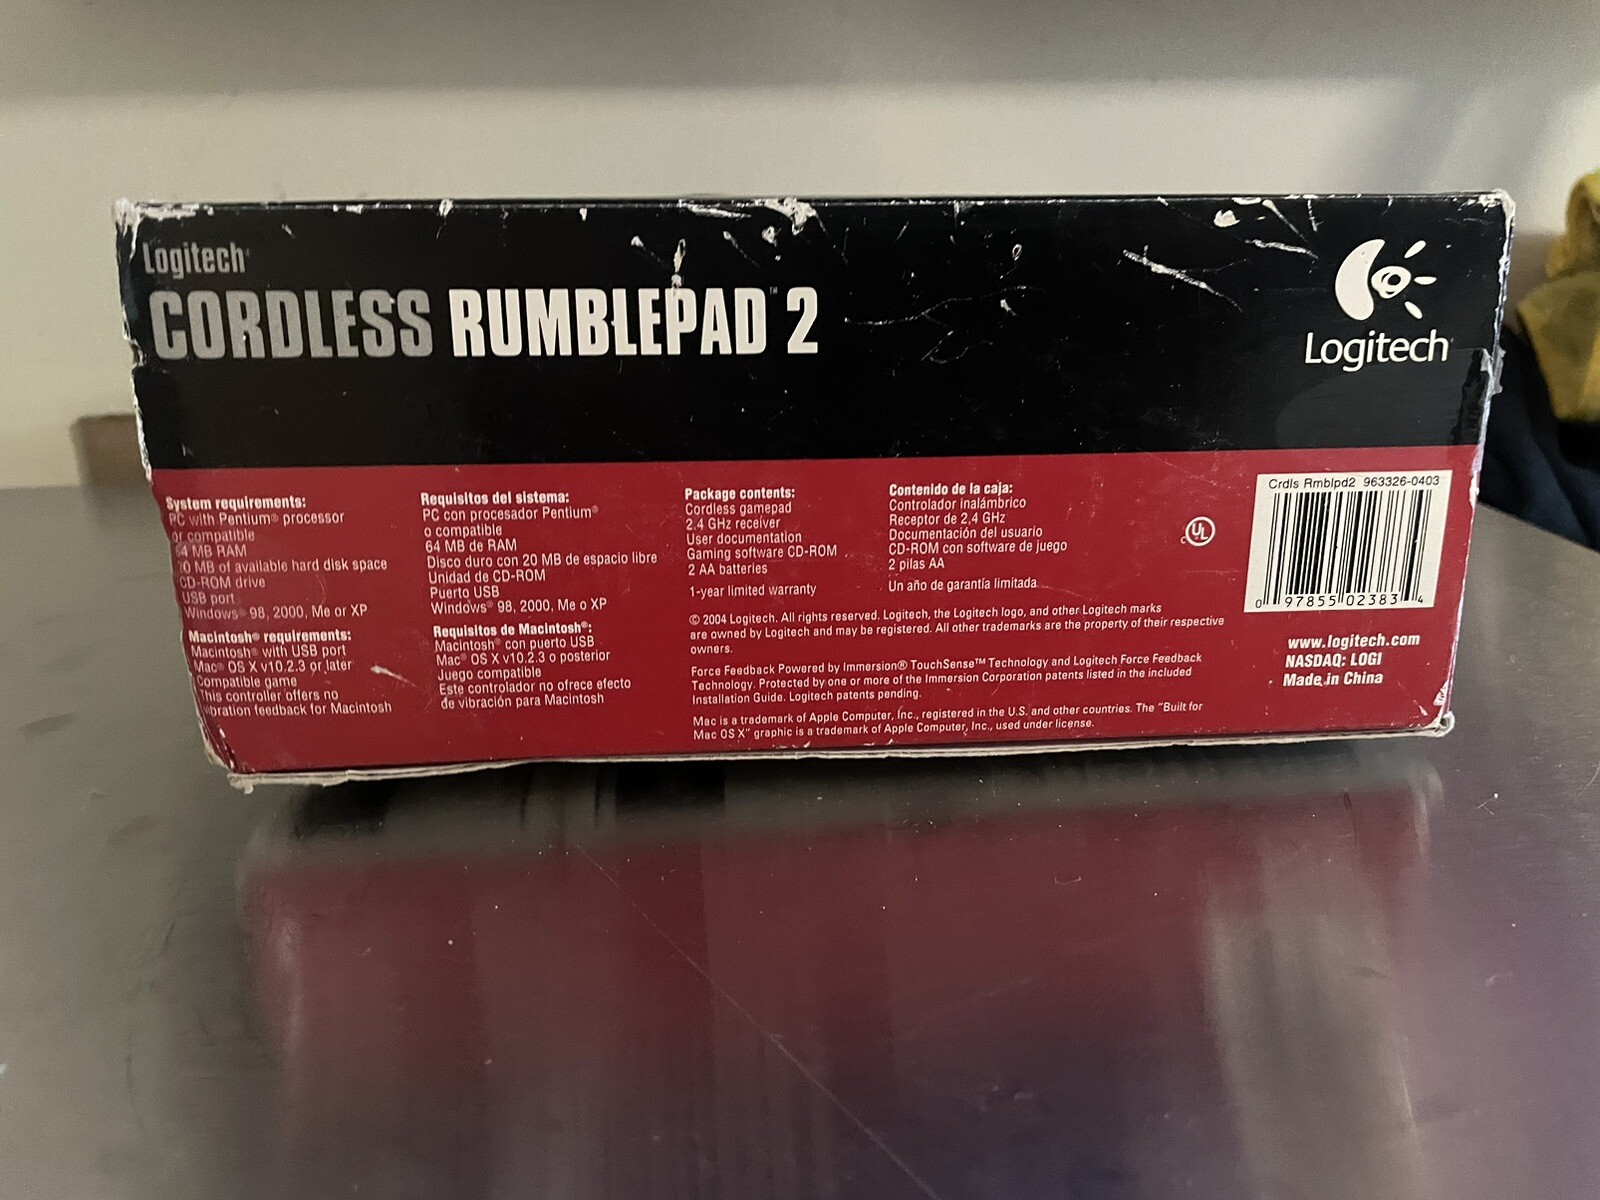 Logitech
CORDLESS RUMBLEPAD™ 2
Logitech
System requirements:
PC with Pentium® processor
or compatible
64 MB RAM
20 MB of available hard disk space
CD-ROM drive
USB port
Windows® 98, 2000, Me or XP
Macintosh® requirements:
Macintosh® with USB port
Mac® OS X v10.2.3 or later
Compatible game
This controller offers no
vibration feedback for Macintosh
Requisitos del sistema:
PC con procesador Pentium®
o compatible
64 MB de RAM
Disco duro con 20 MB de espacio libre
Unidad de CD-ROM
Puerto USB
Windows® 98, 2000, Me o XP
Requisitos de Macintosh®:
Macintosh® con puerto USB
Mac® OS X v10.2.3 o posterior
Juego compatible
Este controlador no ofrece efecto
de vibración para Macintosh
Package contents:
Cordless gamepad
2.4 GHz receiver
User documentation
Gaming software CD-ROM
2 AA batteries
1-year limited warranty
Contenido de la caja:
Controlador inalámbrico
Receptor de 2,4 GHz
Documentación del usuario
CD-ROM con software de juego
2 pilas AA
Un año de garantía limitada
© 2004 Logitech. All rights reserved. Logitech, the Logitech logo, and other Logitech marks
are owned by Logitech and may be registered. All other trademarks are the property of their respective
owners.
Force Feedback Powered by Immersion® TouchSense™ Technology and Logitech Force Feedback
Technology. Protected by one or more of the Immersion Corporation patents listed in the included
Installation Guide. Logitech patents pending.
Mac is a trademark of Apple Computer, Inc., registered in the U.S. and other countries. The "Built for
Mac OS X" graphic is a trademark of Apple Computer, Inc., used under license.
UL
Crdls Rmblpd2 963326-0403
0 97855 02383 4
www.logitech.com
NASDAQ: LOGI
Made in China